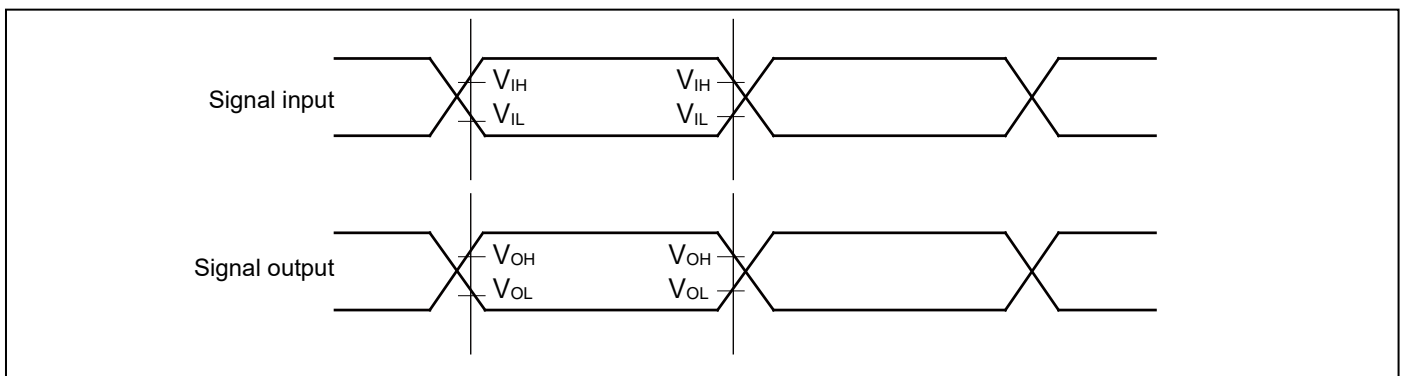 Signal input
VIH
VIH
VIL
VIL
Signal output
VOH
VOH
VOL
VOL